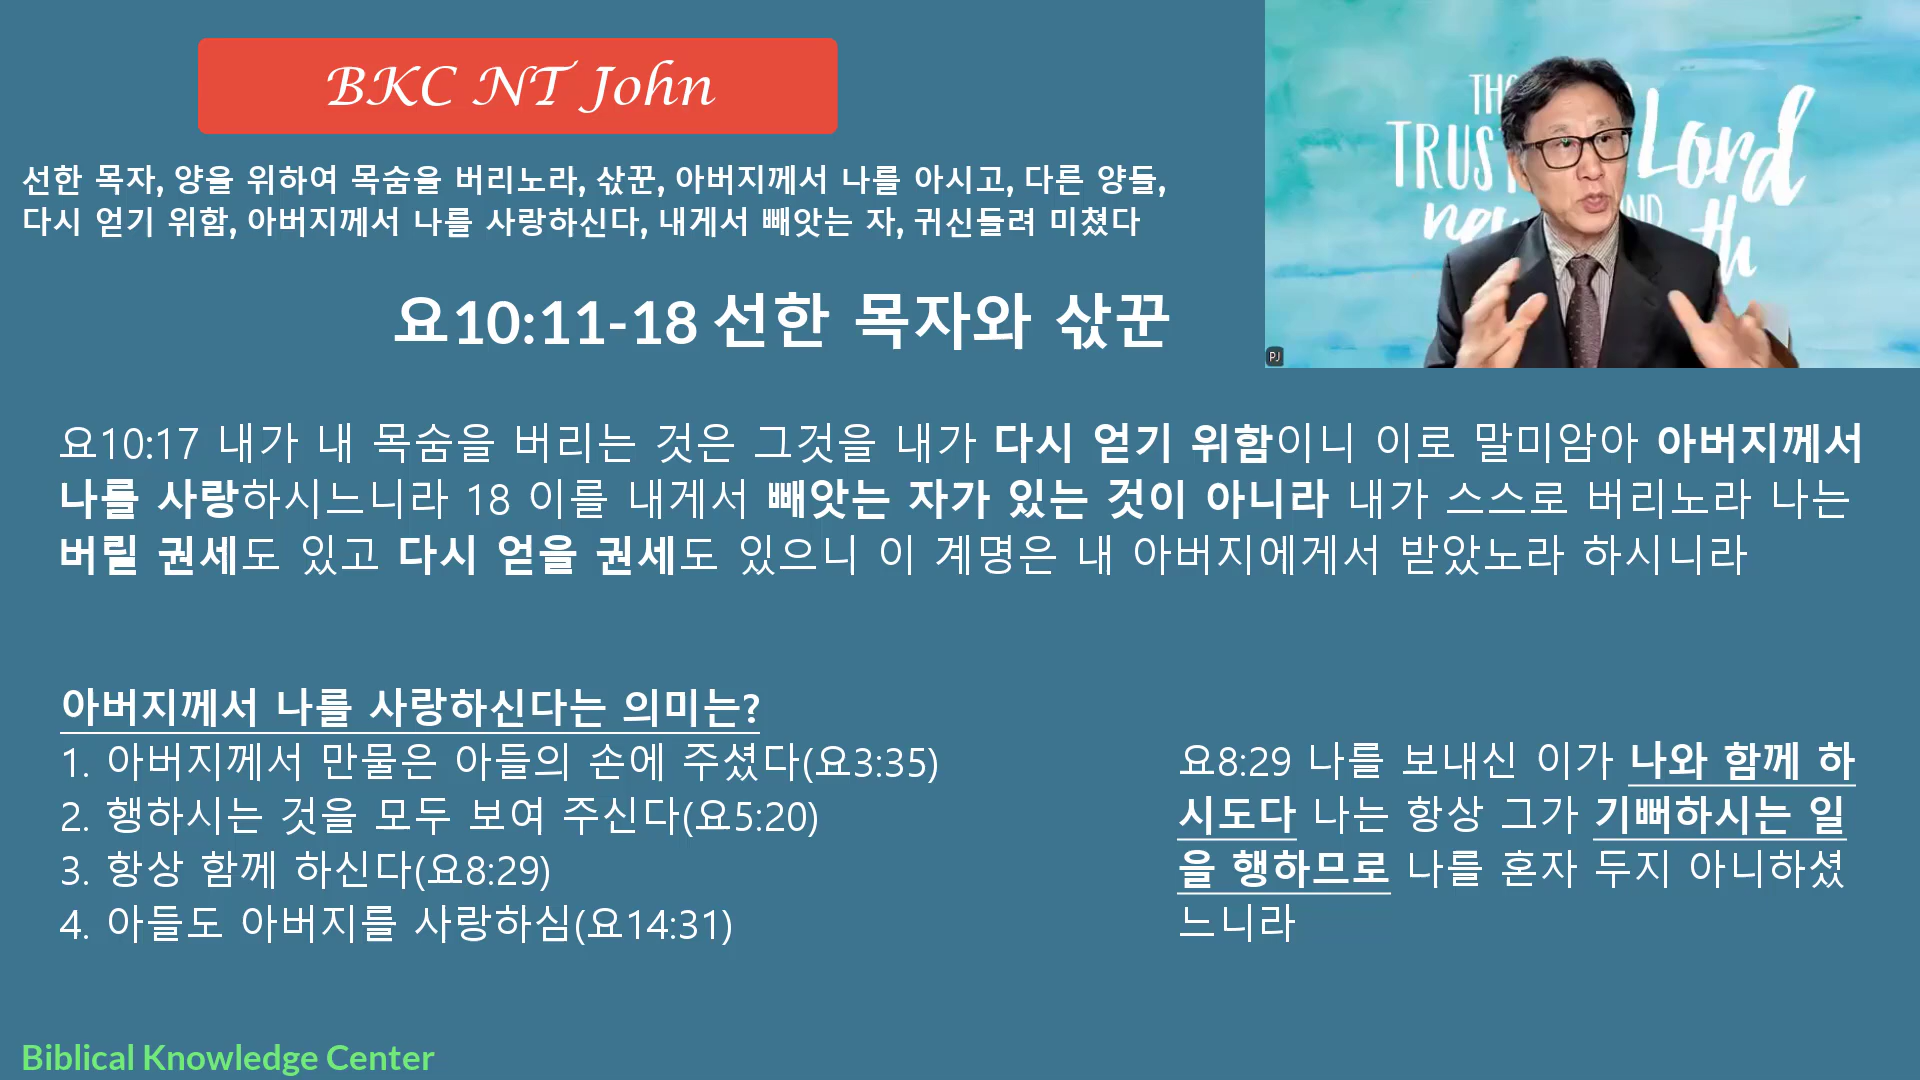 BKC NT John
선한 목자, 양을 위하여 목숨을 버리노라, 삯꾼, 아버지께서 나를 아시고, 다른 양들,
다시 얻기 위함, 아버지께서 나를 사랑하신다, 내게서 빼앗는 자, 귀신들려 미쳤다
요10:11-18 선한 목자와 삯꾼
TRUS
Lord
th
PJ
요10:17 내가 내 목숨을 버리는 것은 그것을 내가 다시 얻기 위함이니 이로 말미암아 아버지께서
나를 사랑하시느니라 18 이를 내게서 빼앗는 자가 있는 것이 아니라 내가 스스로 버리노라 나는
버릴 권세도 있고 다시 얻을 권세도 있으니 이 계명은 내 아버지에게서 받았노라 하시니라
아버지께서 나를 사랑하신다는 의미는?
1. 아버지께서 만물은 아들의 손에 주셨다(요3:35)
2. 행하시는 것을 모두 보여 주신다(요5:20)
3. 항상 함께 하신다(요8:29)
4. 아들도 아버지를 사랑하심(요14:31)
요8:29 나를 보내신 이가 나와 함께 하
시도다 나는 항상 그가 기뻐하시는 일
을 행하므로 나를 혼자 두지 아니하셨
느니라
Biblical Knowledge Center